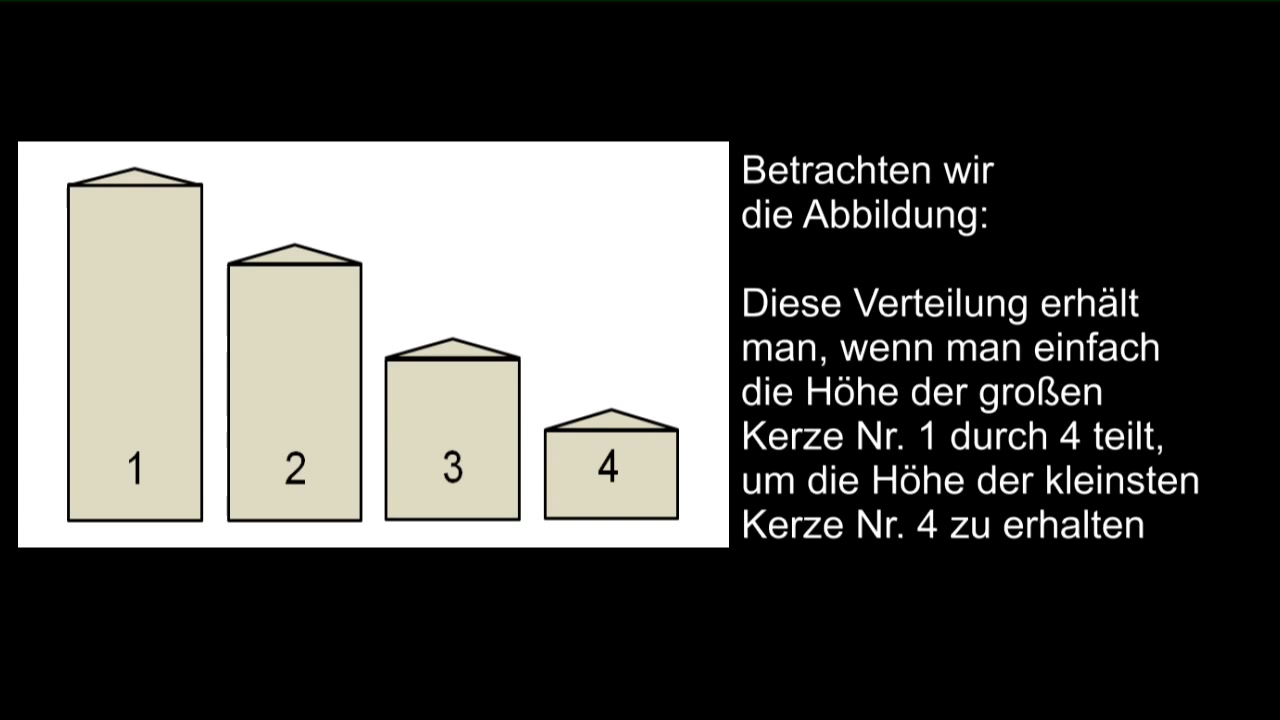 1
2
3
4
Betrachten wir
die Abbildung:
Diese Verteilung erhält
man, wenn man einfach
die Höhe der großen
Kerze Nr. 1 durch 4 teilt,
um die Höhe der kleinsten
Kerze Nr. 4 zu erhalten